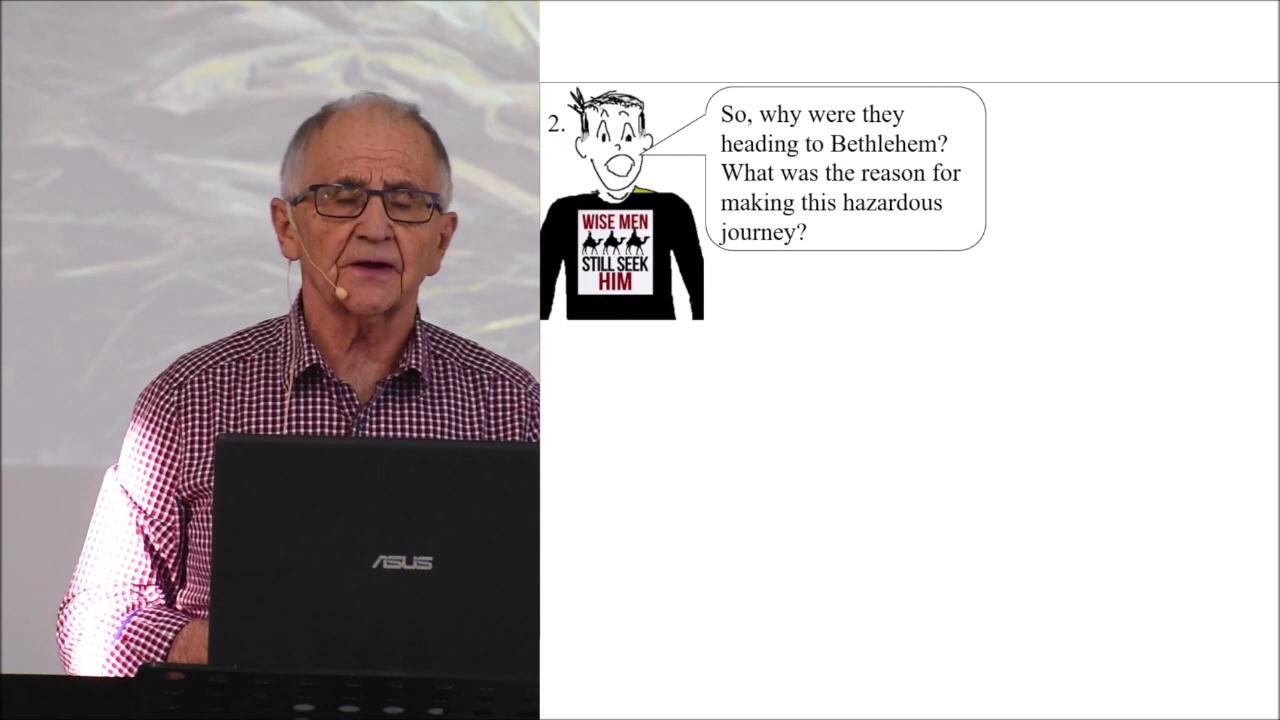 2.
So, why were they
heading to Bethlehem?
What was the reason for
making this hazardous
journey?
WISE MEN
STILL SEEK
HIM
ASUS